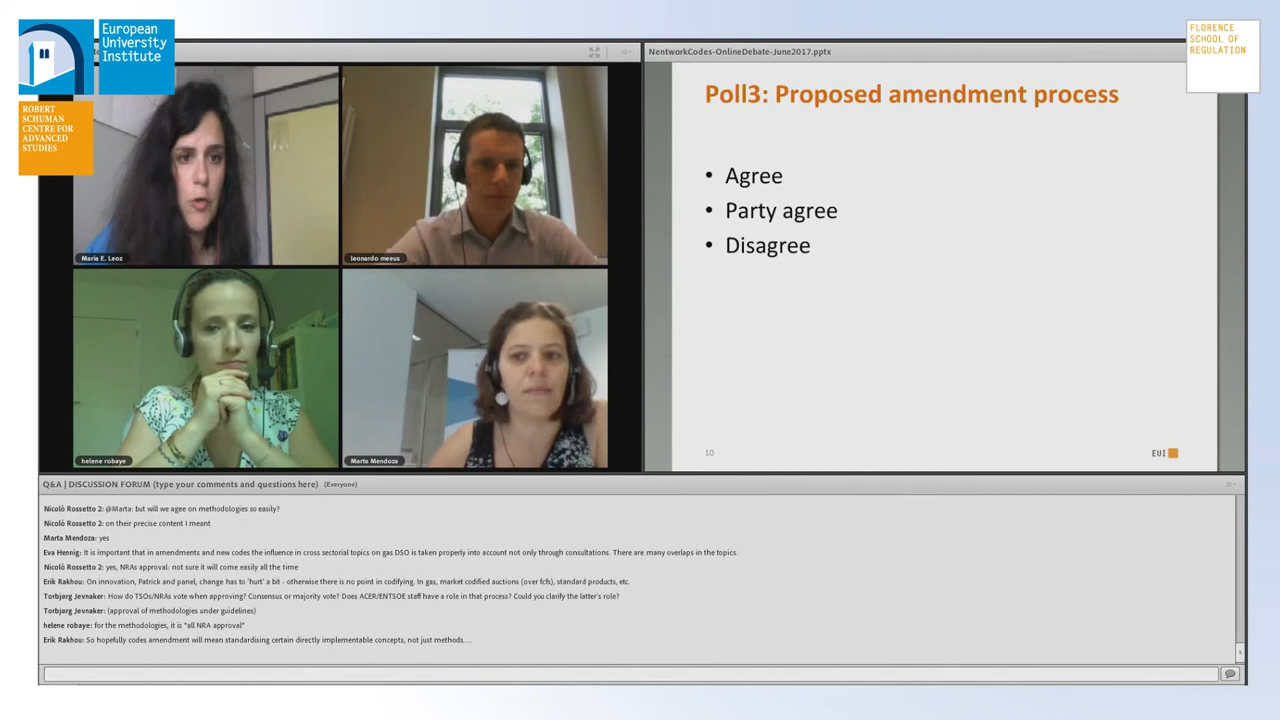 European
University
Institute
ROBERT
SCHUMAN
CENTRE FOR
ADVANCED
STUDIES
FLORENCE
SCHOOL OF
REGULATION
NentworkCodes-OnlineDebate-June2017.pptx
María E. Leoz
leonardo meeus
helene robaye
Marta Mendoza
Poll3: Proposed amendment process
• Agree
• Party agree
• Disagree
10
EUI
Q&A | DISCUSSION FORUM (type your comments and questions here) (Everyone)
Nicolò Rossetto 2: @Marta: but will we agree on methodologies so easily?
Nicolò Rossetto 2: on their precise content I meant
Marta Mendoza: yes
Eva Hennig: It is important that in amendments and new codes the influence in cross sectorial topics on gas DSO is taken properly into account not only through consultations. There are many overlaps in the topics.
Nicolò Rossetto 2: yes, NRAs approval: not sure it will come easily all the time
Erik Rakhou: On innovation, Patrick and panel, change has to 'hurt' a bit - otherwise there is no point in codifying. In gas, market codified auctions (over fcfs), standard products, etc.
Torbjørg Jevnaker: How do TSOs/NRAs vote when approving? Consensus or majority vote? Does ACER/ENTSOE staff have a role in that process? Could you clarify the latter's role?
Torbjørg Jevnaker: (approval of methodologies under guidelines)
helene robaye: for the methodologies, it is "all NRA approval"
Erik Rakhou: So hopefully codes amendment will mean standardising certain directly implementable concepts, not just methods....